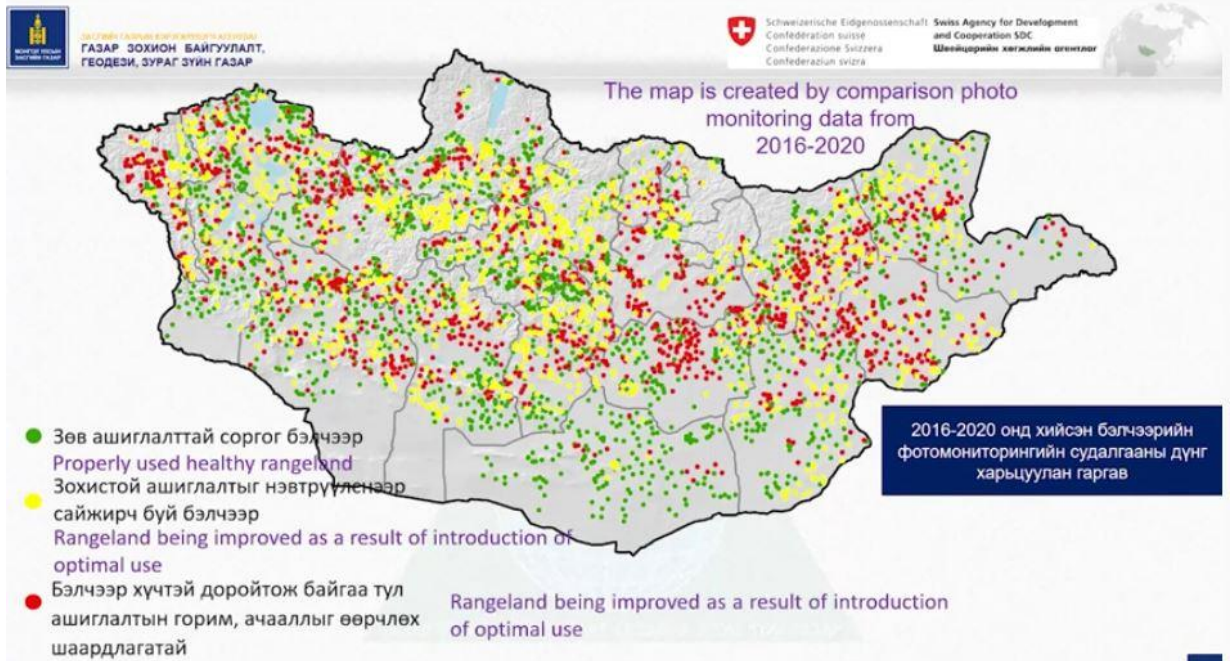 МОНГОЛ УЛСЫН
ЗАСГИЙН ГАЗАР
ГАЗАР ЗОХИОН БАЙГУУЛАЛТ,
ГЕОДЕЗИ, ЗУРАГ ЗҮЙН ГАЗАР
Schweizerische Eidgenossenschaft
Confédération suisse
Confederazione Svizzera
Confederaziun svizra
Swiss Agency for Development
and Cooperation SDC
Швейцарийн хөгжлийн агентлаг
The map is created by comparison photo
monitoring data from
2016-2020
Зөв ашиглалттай соргог бэлчээр
Properly used healthy rangeland
Зохистой ашиглалтыг нэвтрүүлснээр
сайжирч буй бэлчээр
Rangeland being improved as a result of introduction of
optimal use
Бэлчээр хүчтэй доройтож байгаа тул
ашиглалтын горим, ачааллыг өөрчлөх
шаардлагатай
Rangeland being improved as a result of introduction
of optimal use
2016-2020 онд хийсэн бэлчээрийн
фотомониторингийн судалгааны дүнг
харьцуулан гаргав